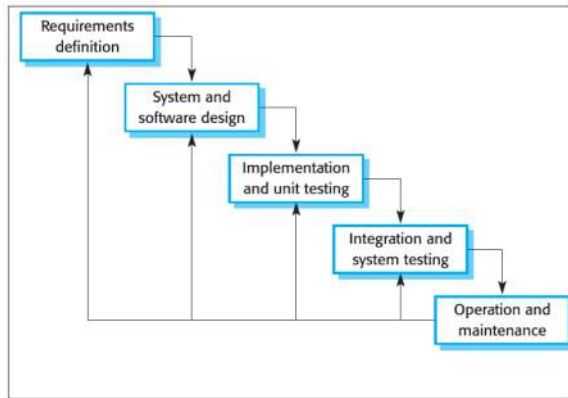 Requirements
definition
System and
software design
Implementation
and unit testing
Integration and
system testing
Operation and
maintenance